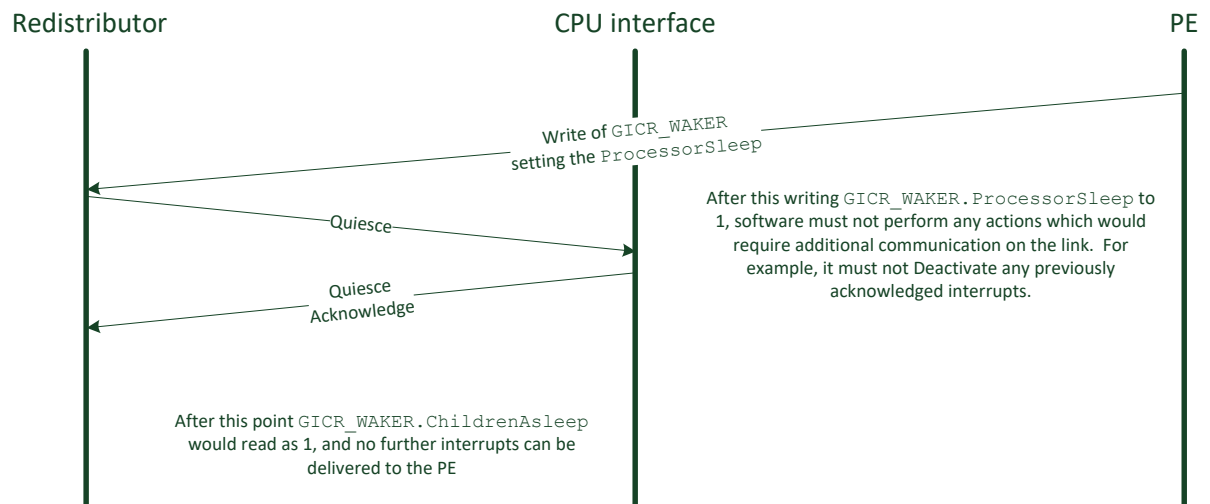 Redistributor
CPU interface
PE
Write of GICR_WAKER
setting the ProcessorSleep
After this writing GICR_WAKER.ProcessorSleep to
1, software must not perform any actions which would
require additional communication on the link. For
example, it must not Deactivate any previously
acknowledged interrupts.
Quiesce
Quiesce
Acknowledge
After this point GICR_WAKER.ChildrenAsleep
would read as 1, and no further interrupts can be
delivered to the PE